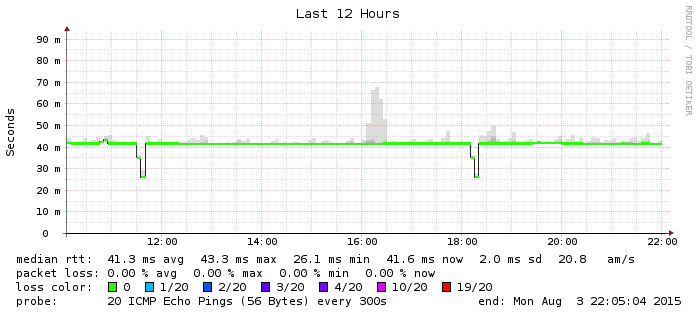 Last 12 Hours
RRDTOOL / TOBI OETIKER
Seconds
90 m
80 m
70 m
60 m
50 m
40 m
30 m
20 m
10 m
0
12:00 14:00 16:00 18:00 20:00 22:00
median rtt: 41.3 ms avg 43.3 ms max 26.1 ms min 41.6 ms now 2.0 ms sd 20.8 am/s
packet loss: 0.00 % avg 0.00 % max 0.00 % min 0.00 % now
loss color: 0 1/20 2/20 3/20 4/20 10/20 19/20
probe: 20 ICMP Echo Pings (56 Bytes) every 300s end: Mon Aug 3 22:05:04 2015